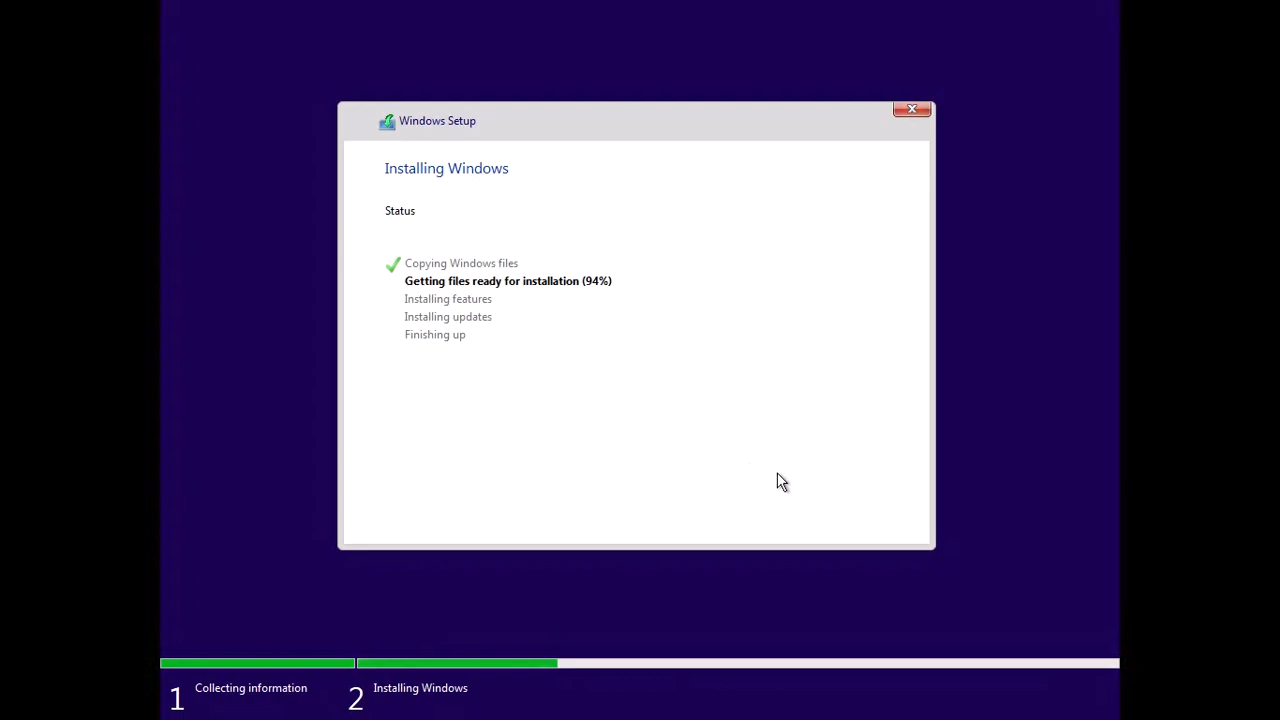 Windows Setup
Installing Windows
Status
Copying Windows files
Getting files ready for installation (94%)
Installing features
Installing updates
Finishing up
1 Collecting information 2 Installing Windows